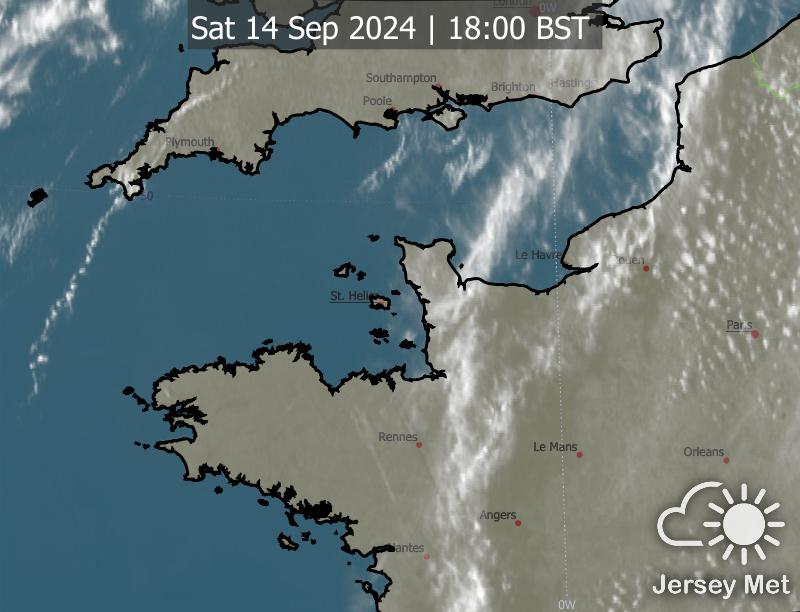 London
0W
Sat 14 Sep 2024 | 18:00 BST
Southampton
Brighton
Hastings
Poole
Plymouth
50
Le Havre
Rouen
St. Helier
Paris
Rennes
Le Mans
Orleans
Angers
Nantes
Jersey Met
0W